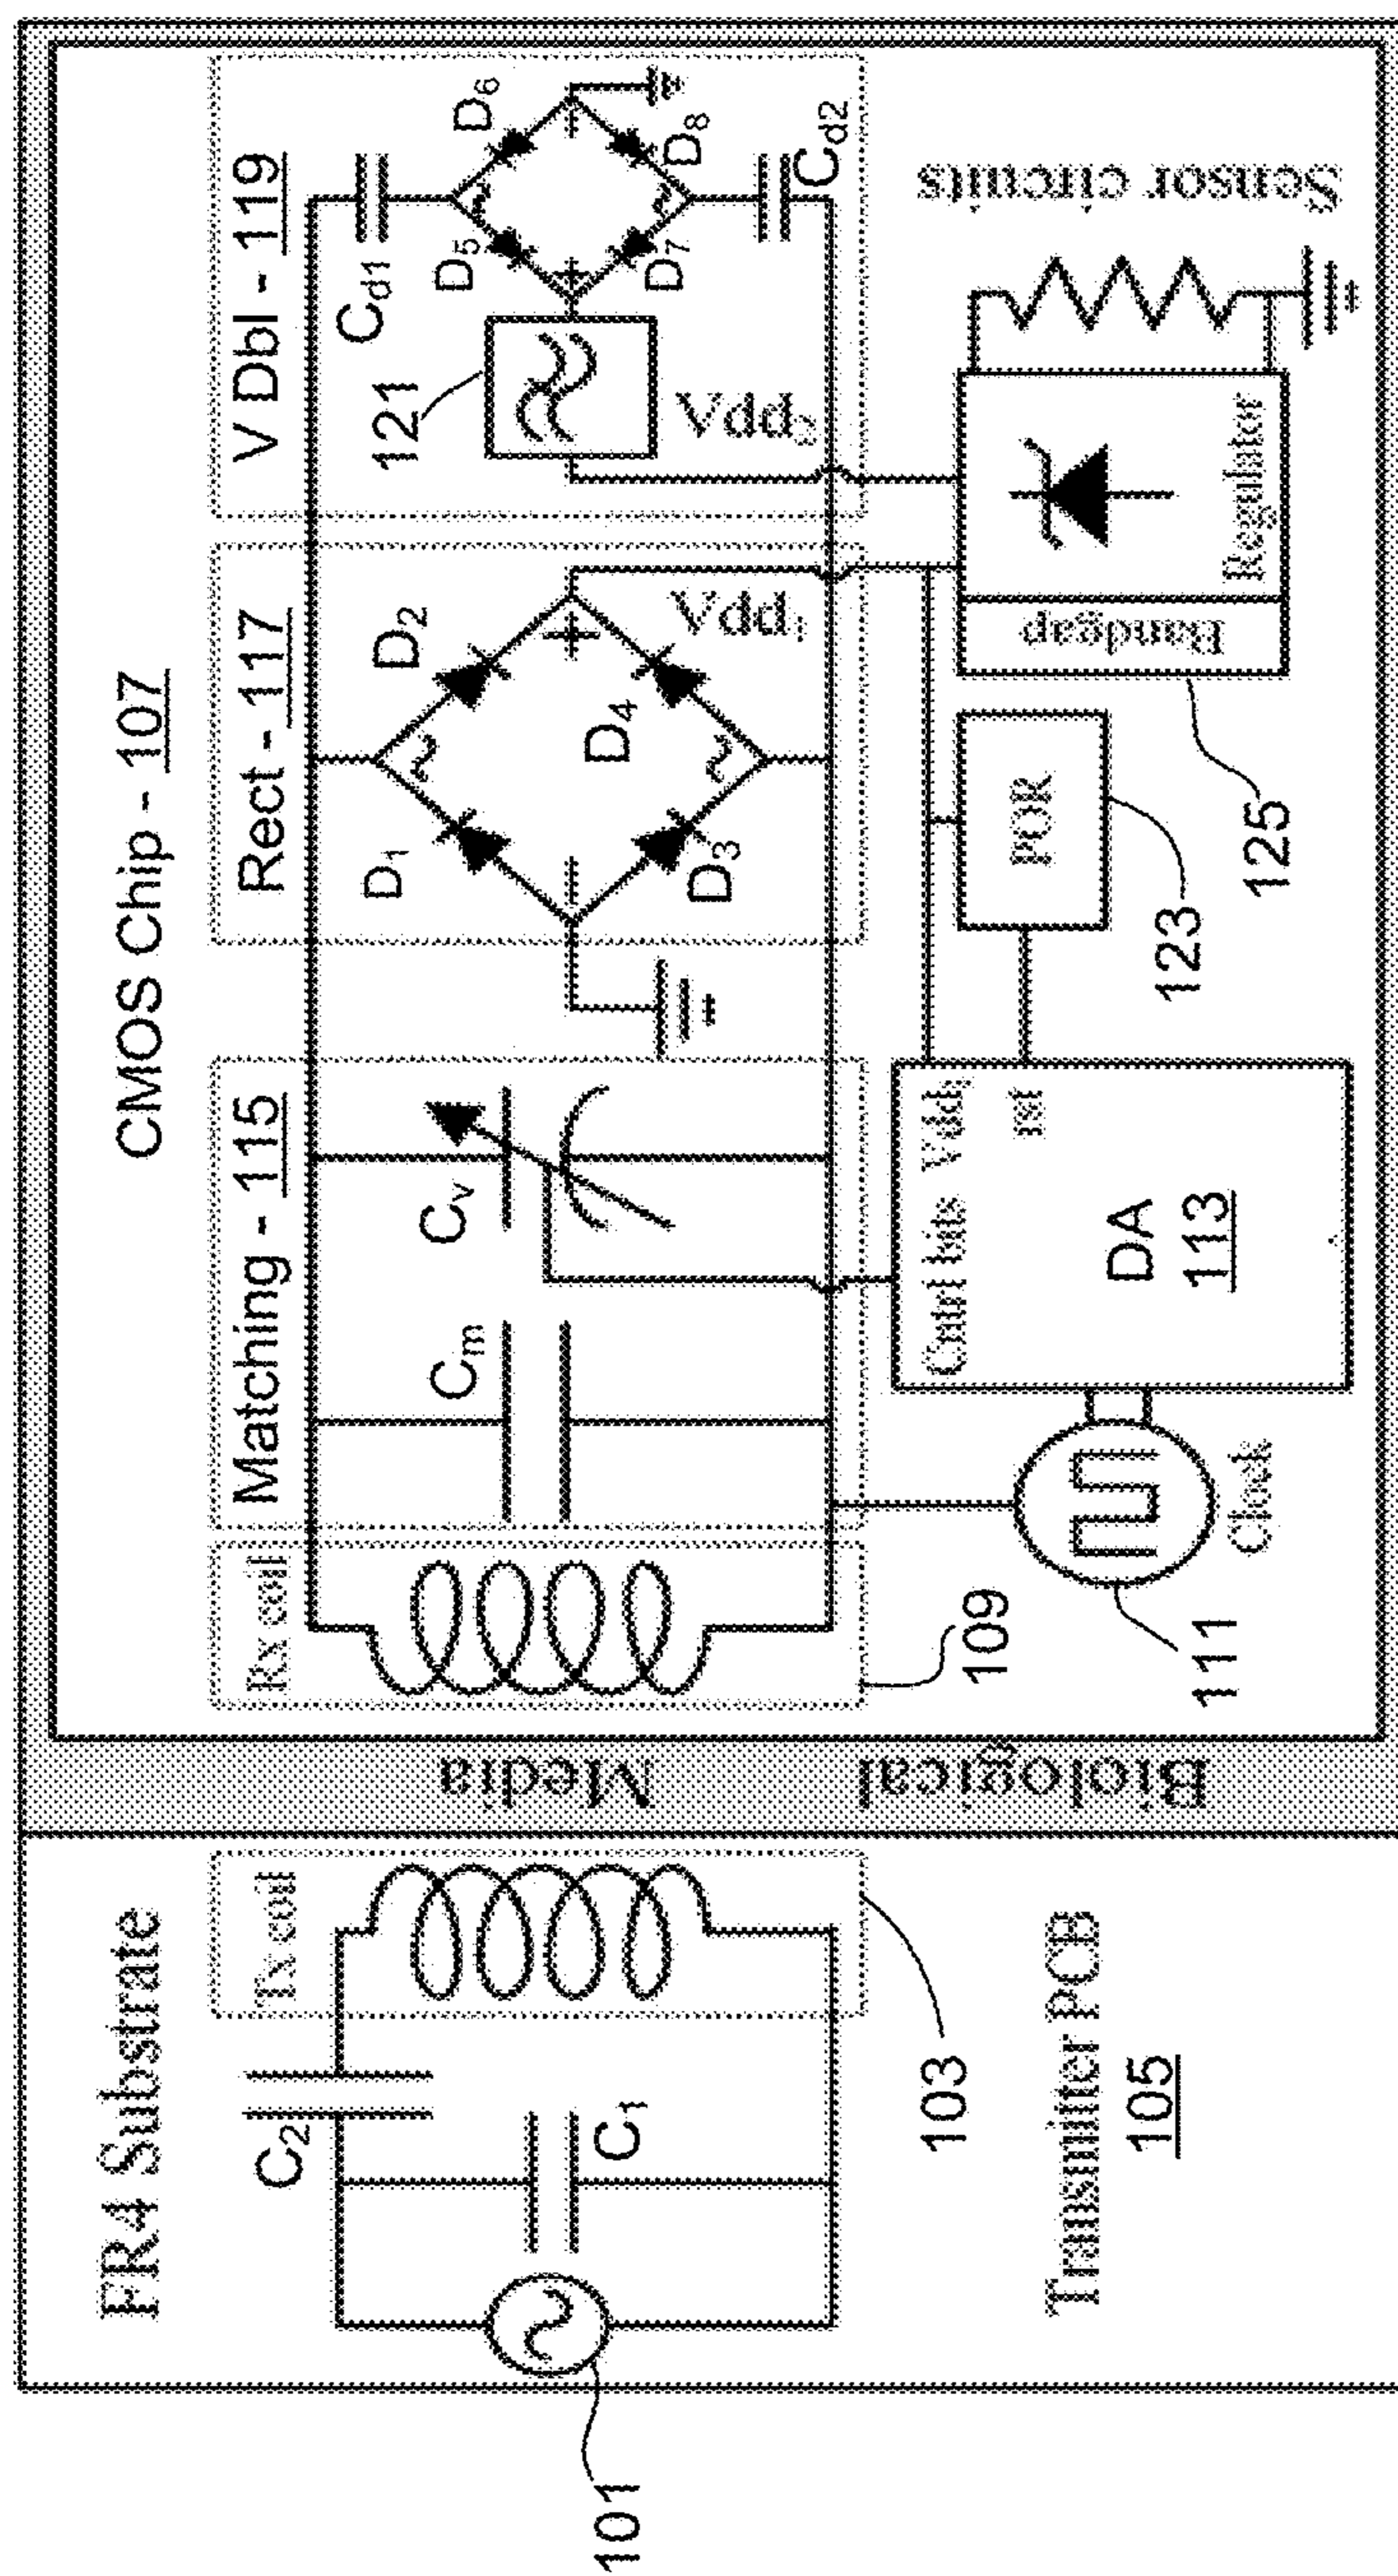 CMOS Chip - 107
FR4 Substrate
Tx coil
C2
C1
101
103
Transmitter PCB
105
Biological
Media
Rx coil
109
Matching - 115
Cm
Cv
Rect - 117
D1
D2
D3
D4
Vdd1
V Dbl - 119
Cd1
D5
D6
D7
D8
Cd2
121
Vdd2
111
Clock
Cntrl bits
Vdd1
rst
DA
113
POR
123
Bandgap
Regulator
125
Sensor circuits